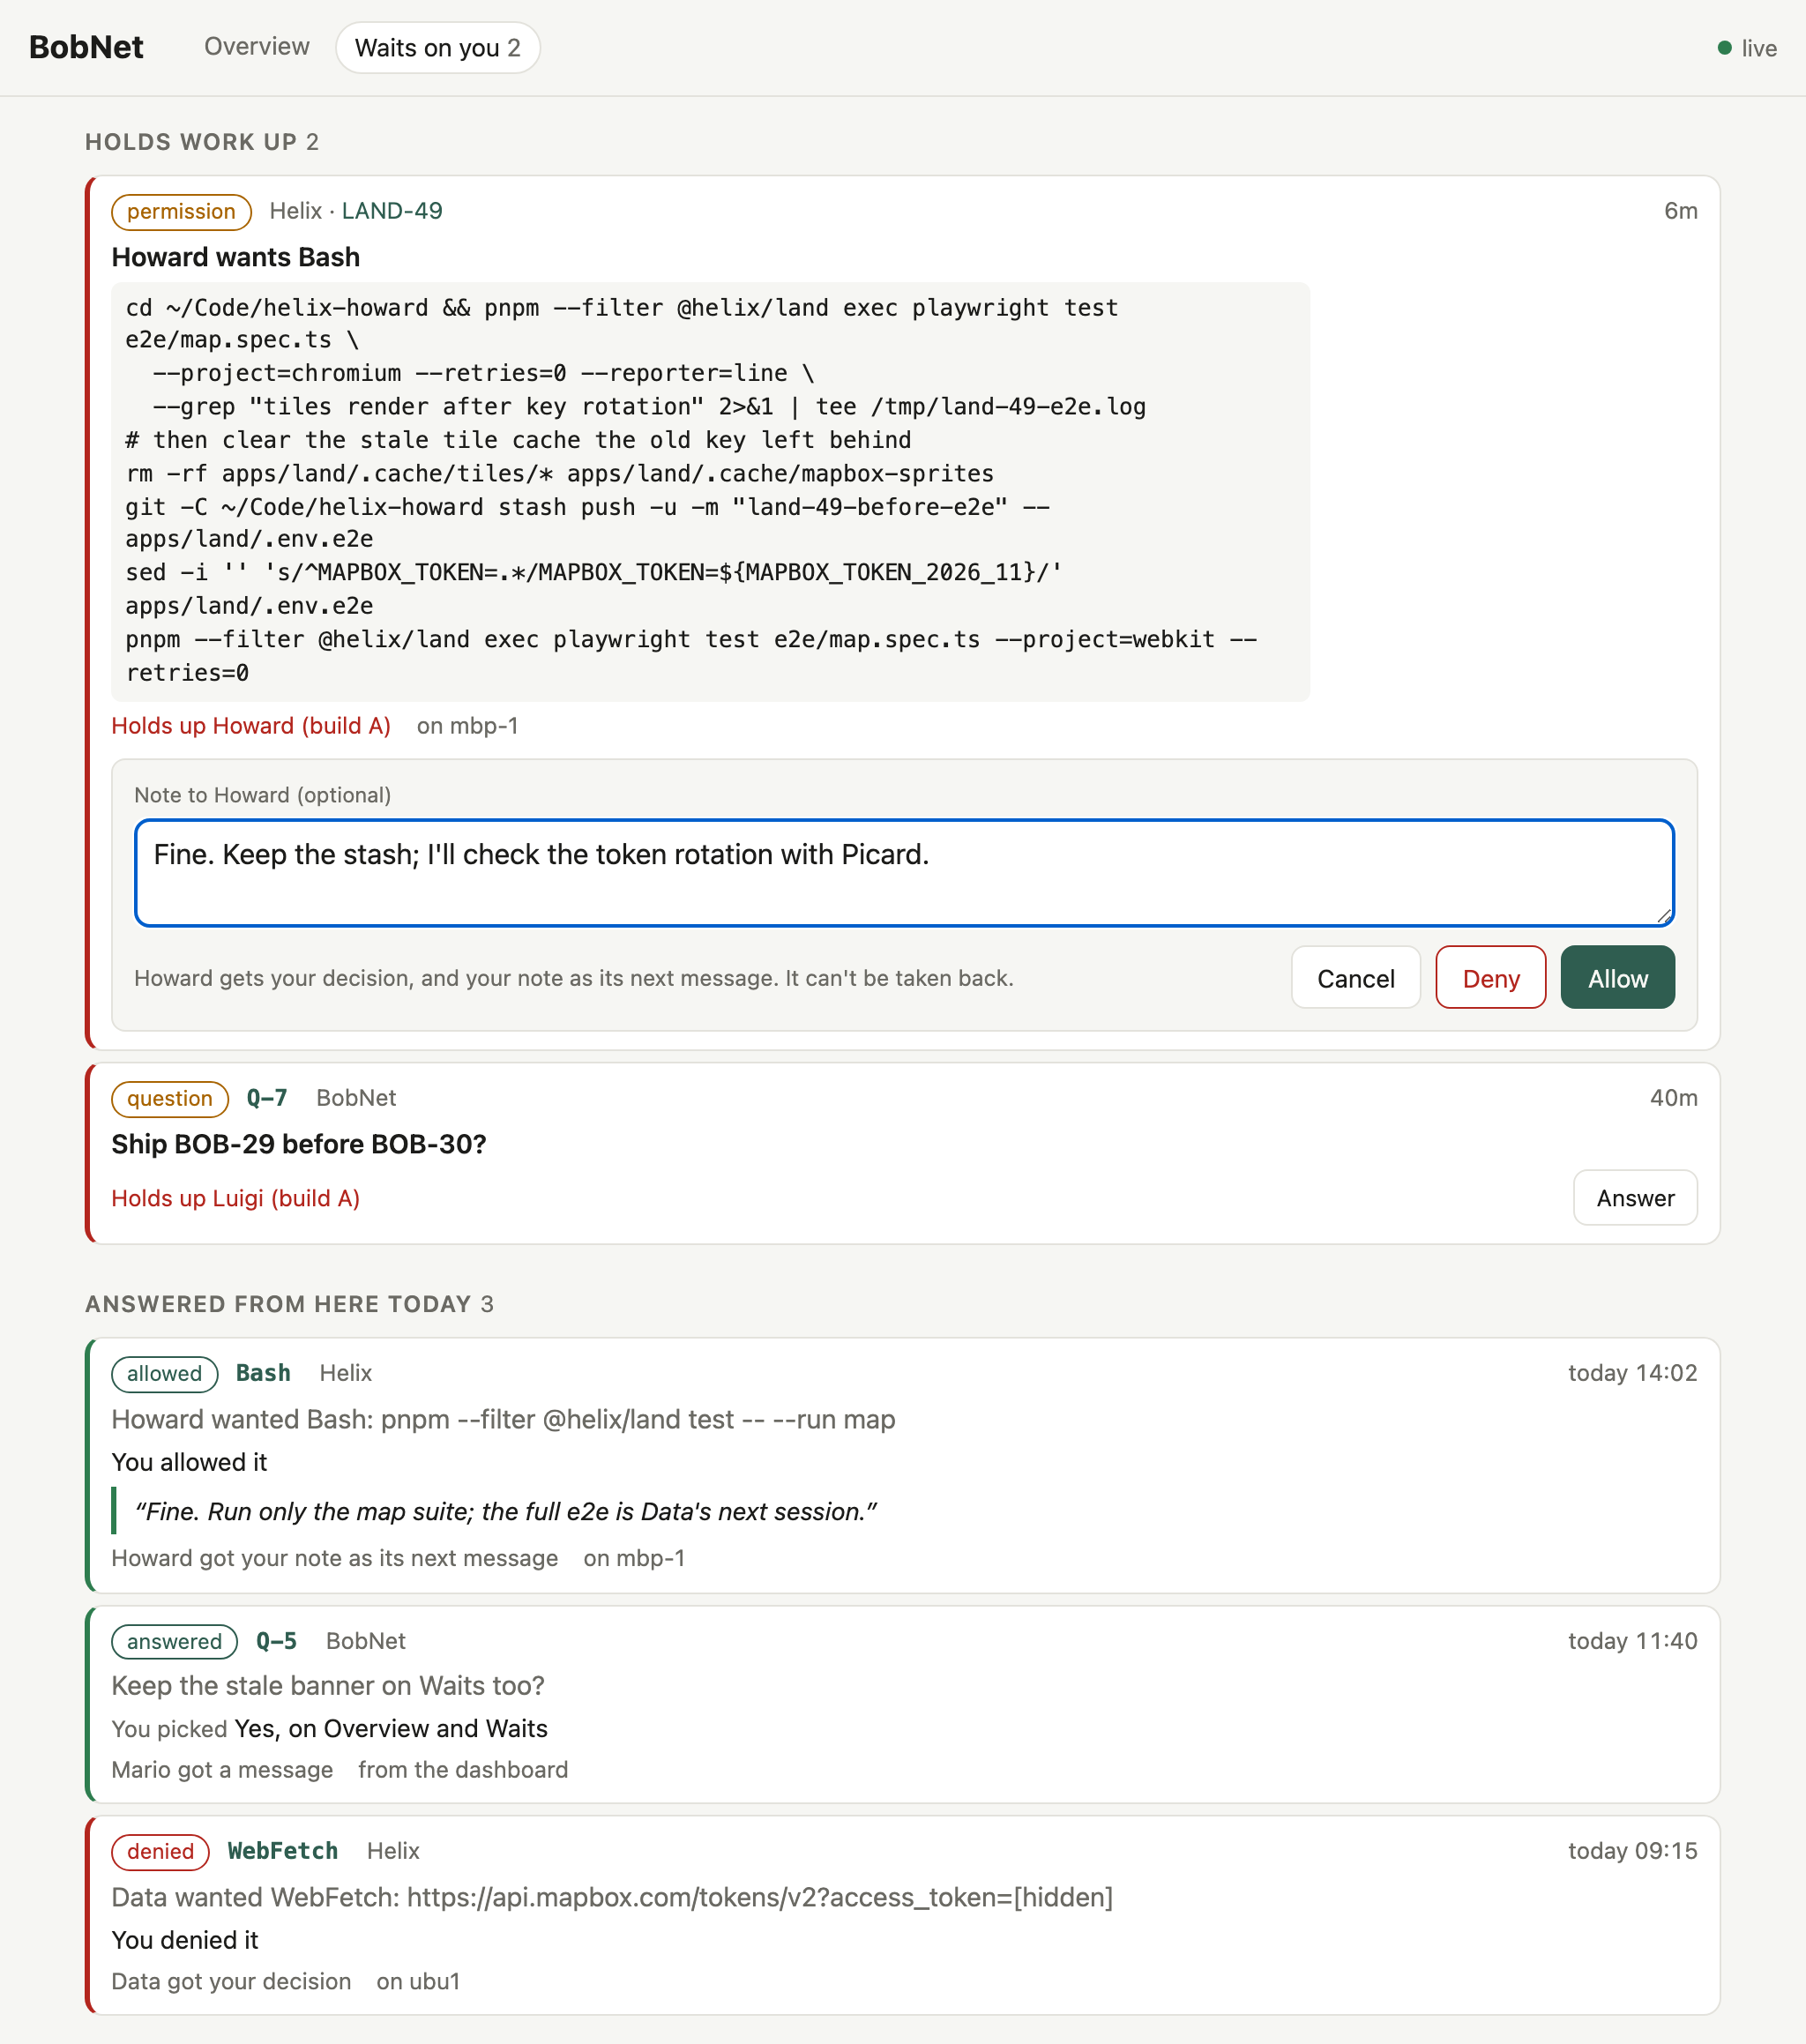 BobNet
Overview
Waits on you 2
live
HOLDS WORK UP 2
permission Helix · LAND-49 6m
Howard wants Bash
cd ~/Code/helix-howard && pnpm --filter @helix/land exec playwright test
e2e/map.spec.ts \
  --project=chromium --retries=0 --reporter=line \
  --grep "tiles render after key rotation" 2>&1 | tee /tmp/land-49-e2e.log
# then clear the stale tile cache the old key left behind
rm -rf apps/land/.cache/tiles/* apps/land/.cache/mapbox-sprites
git -C ~/Code/helix-howard stash push -u -m "land-49-before-e2e" --
apps/land/.env.e2e
sed -i '' 's/^MAPBOX_TOKEN=.*/MAPBOX_TOKEN=${MAPBOX_TOKEN_2026_11}/'
apps/land/.env.e2e
pnpm --filter @helix/land exec playwright test e2e/map.spec.ts --project=webkit --
retries=0
Holds up Howard (build A) on mbp-1
Note to Howard (optional)
Fine. Keep the stash; I'll check the token rotation with Picard.
Howard gets your decision, and your note as its next message. It can't be taken back.
Cancel
Deny
Allow
question Q-7 BobNet 40m
Ship BOB-29 before BOB-30?
Holds up Luigi (build A)
Answer
ANSWERED FROM HERE TODAY 3
allowed Bash Helix today 14:02
Howard wanted Bash: pnpm --filter @helix/land test -- --run map
You allowed it
“Fine. Run only the map suite; the full e2e is Data's next session.”
Howard got your note as its next message on mbp-1
answered Q-5 BobNet today 11:40
Keep the stale banner on Waits too?
You picked Yes, on Overview and Waits
Mario got a message from the dashboard
denied WebFetch Helix today 09:15
Data wanted WebFetch: https://api.mapbox.com/tokens/v2?access_token=[hidden]
You denied it
Data got your decision on ubu1